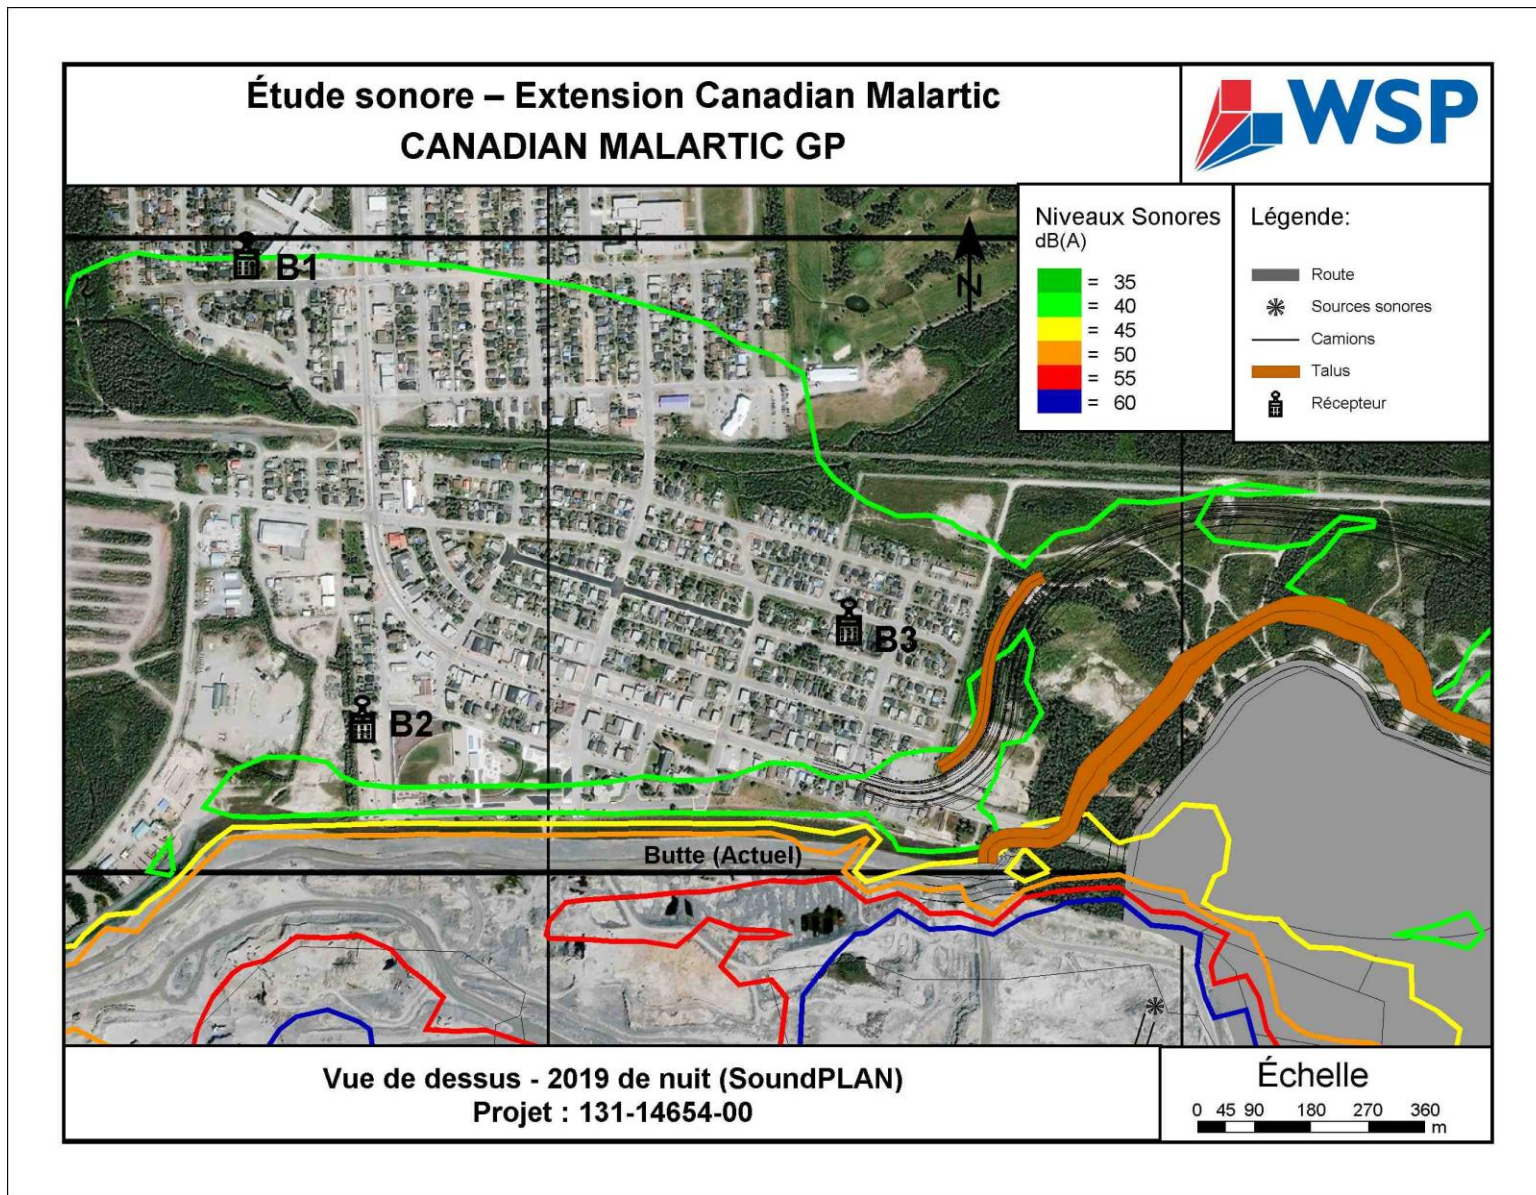 Étude sonore – Extension Canadian Malartic
CANADIAN MALARTIC GP
WSP
Niveaux Sonores
dB(A)
= 35
= 40
= 45
= 50
= 55
= 60
N
Légende:
Route
Sources sonores
Camions
Talus
Récepteur
B1
B3
B2
Butte (Actuel)
Vue de dessus - 2019 de nuit (SoundPLAN)
Projet : 131-14654-00
Échelle
0 45 90 180 270 360
m